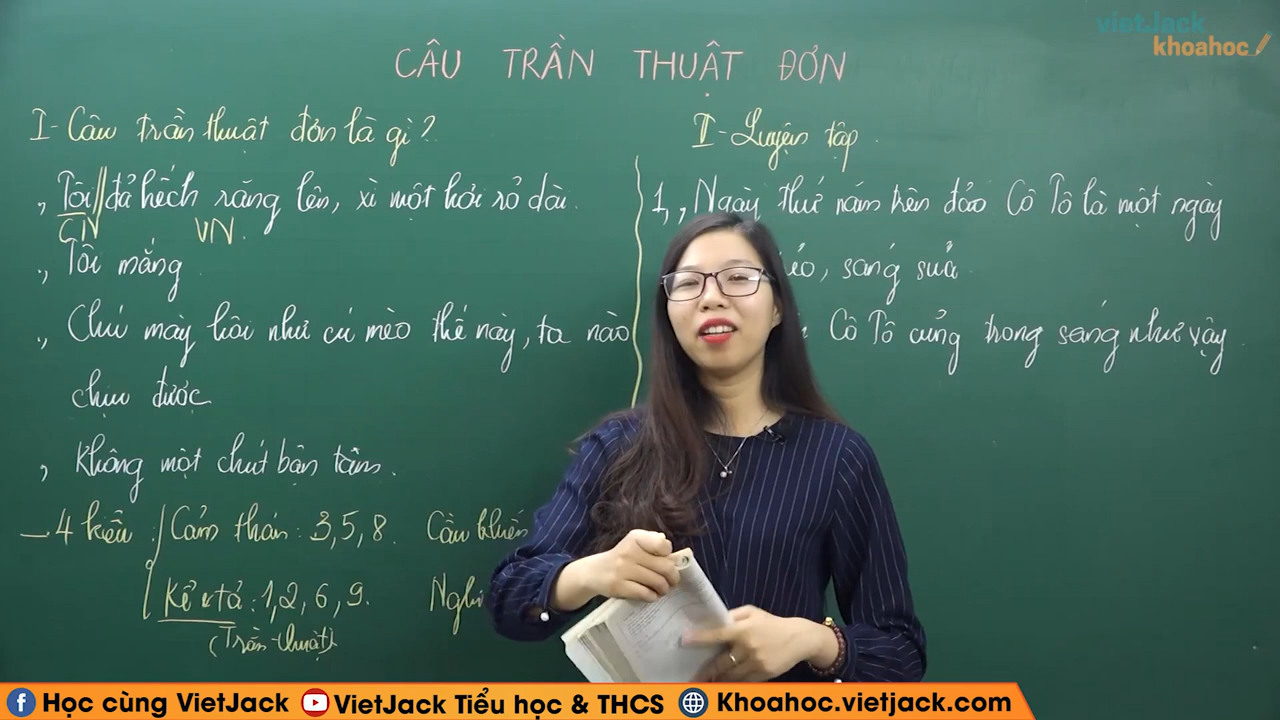 vietJack
khoahoc
CÂU TRẦN THUẬT ĐƠN
I- Câu trần thuật đơn là gì?
, Tôi // đã hếch răng lên, xì một hơi rõ dài.
CN VN.
, Tôi mắng.
, Chú mày hôi như cú mèo thế này, ta nào
chịu được.
, Không một chút bận tâm.
- 4 kiểu Cảm thán: 3, 5, 8. Cầu khiến
Kể tả: 1, 2, 6, 9.
(Trần thuật)
II- Luyện tập
1, , Ngày thứ năm trên đảo Cô Tô là một ngày
sáng sủa.
Cô Tô cũng trong sáng như vậy
Học cùng VietJack
VietJack Tiểu học & THCS
Khoahoc.vietjack.com